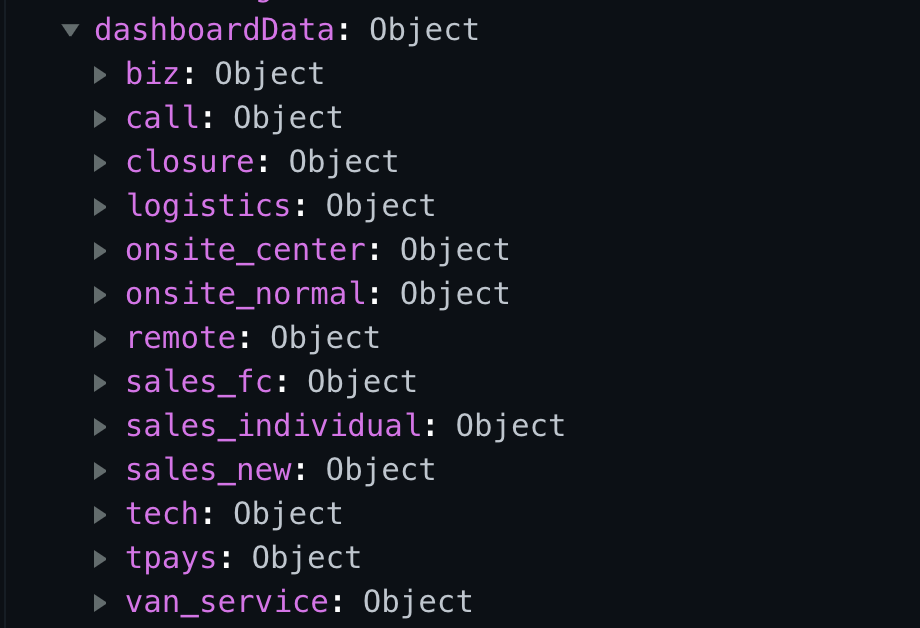 dashboardData: Object
biz: Object
call: Object
closure: Object
logistics: Object
onsite_center: Object
onsite_normal: Object
remote: Object
sales_fc: Object
sales_individual: Object
sales_new: Object
tech: Object
tpays: Object
van_service: Object